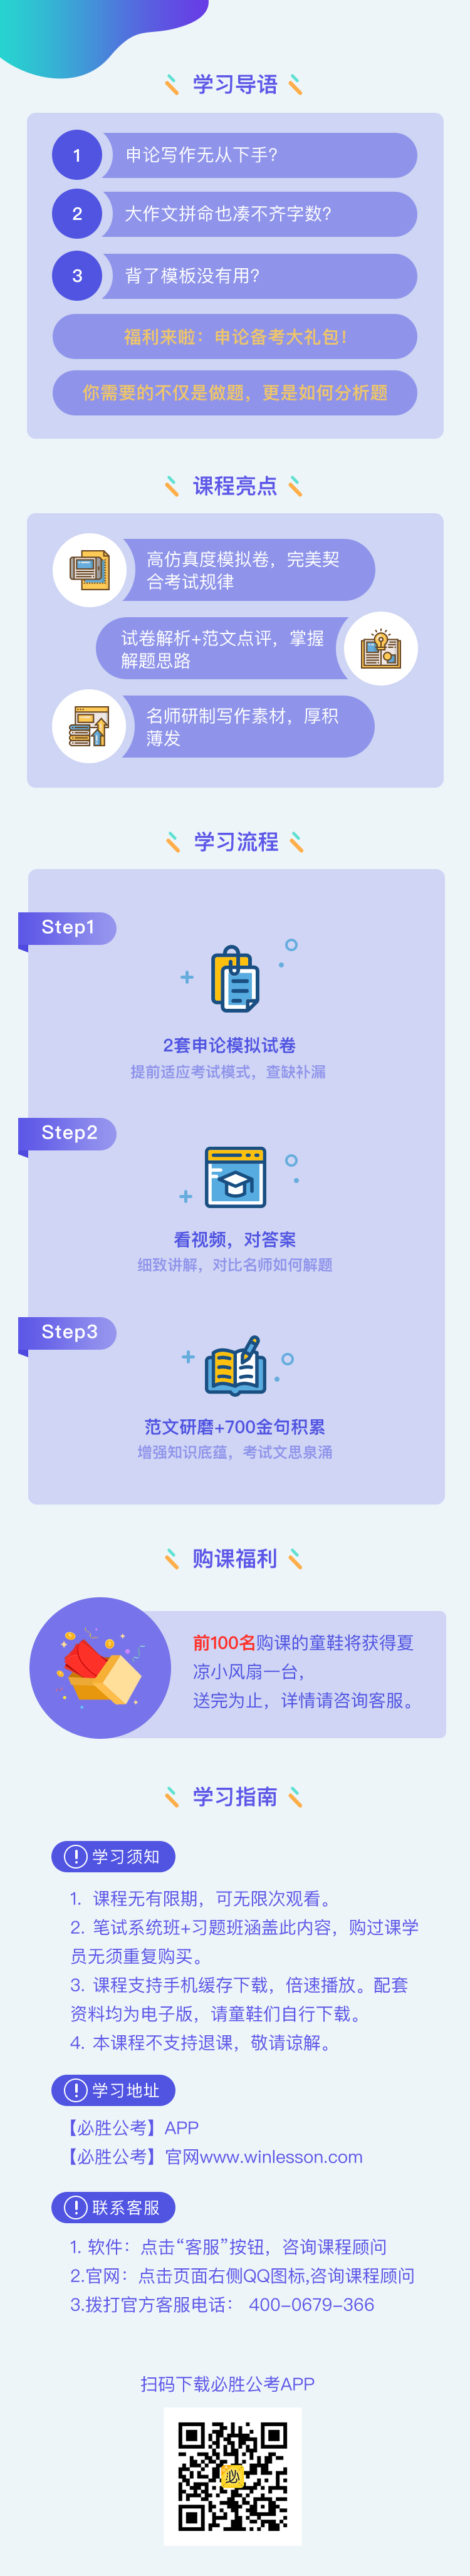 学习导语
1 申论写作无从下手？
2 大作文拼命也凑不齐字数？
3 背了模板没有用？
福利来啦：申论备考大礼包！
你需要的不仅是做题，更是如何分析题
课程亮点
高仿真度模拟卷，完美契
合考试规律
试卷解析+范文点评，掌握
解题思路
名师研制写作素材，厚积
薄发
学习流程
Step1
2套申论模拟试卷
提前适应考试模式，查缺补漏
Step2
看视频，对答案
细致讲解，对比名师如何解题
Step3
范文研磨+700金句积累
增强知识底蕴，考试文思泉涌
购课福利
前100名购课的童鞋将获得夏
凉小风扇一台，
送完为止，详情请咨询客服。
学习指南
! 学习须知
1. 课程无有限期，可无限次观看。
2. 笔试系统班+习题班涵盖此内容，购过课学
员无须重复购买。
3. 课程支持手机缓存下载，倍速播放。配套
资料均为电子版，请童鞋们自行下载。
4. 本课程不支持退课，敬请谅解。
! 学习地址
【必胜公考】APP
【必胜公考】官网www.winlesson.com
! 联系客服
1. 软件：点击“客服”按钮，咨询课程顾问
2.官网：点击页面右侧QQ图标,咨询课程顾问
3.拨打官方客服电话： 400-0679-366
扫码下载必胜公考APP
必